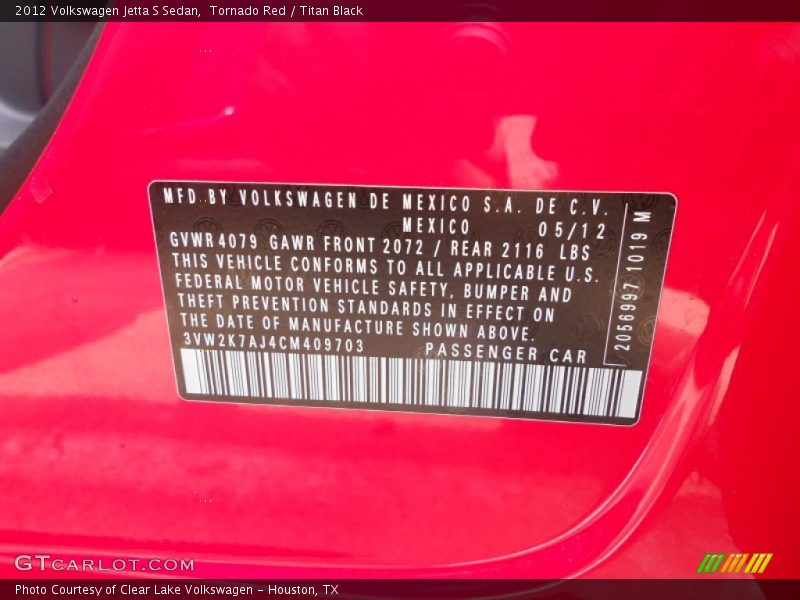 2012 Volkswagen Jetta S Sedan,  Tornado Red / Titan Black
MFD.BY VOLKSWAGEN DE MEXICO S.A. DE C.V.
MEXICO 05/12
GVWR 4079 GAWR FRONT 2072 / REAR 2116 LBS
THIS VEHICLE CONFORMS TO ALL APPLICABLE U.S.
FEDERAL MOTOR VEHICLE SAFETY, BUMPER AND
THEFT PREVENTION STANDARDS IN EFFECT ON
THE DATE OF MANUFACTURE SHOWN ABOVE.
3VW2K7AJ4CM409703 PASSENGER CAR
2056997 1019 M
GTCARLOT.COM
Photo Courtesy of Clear Lake Volkswagen - Houston, TX